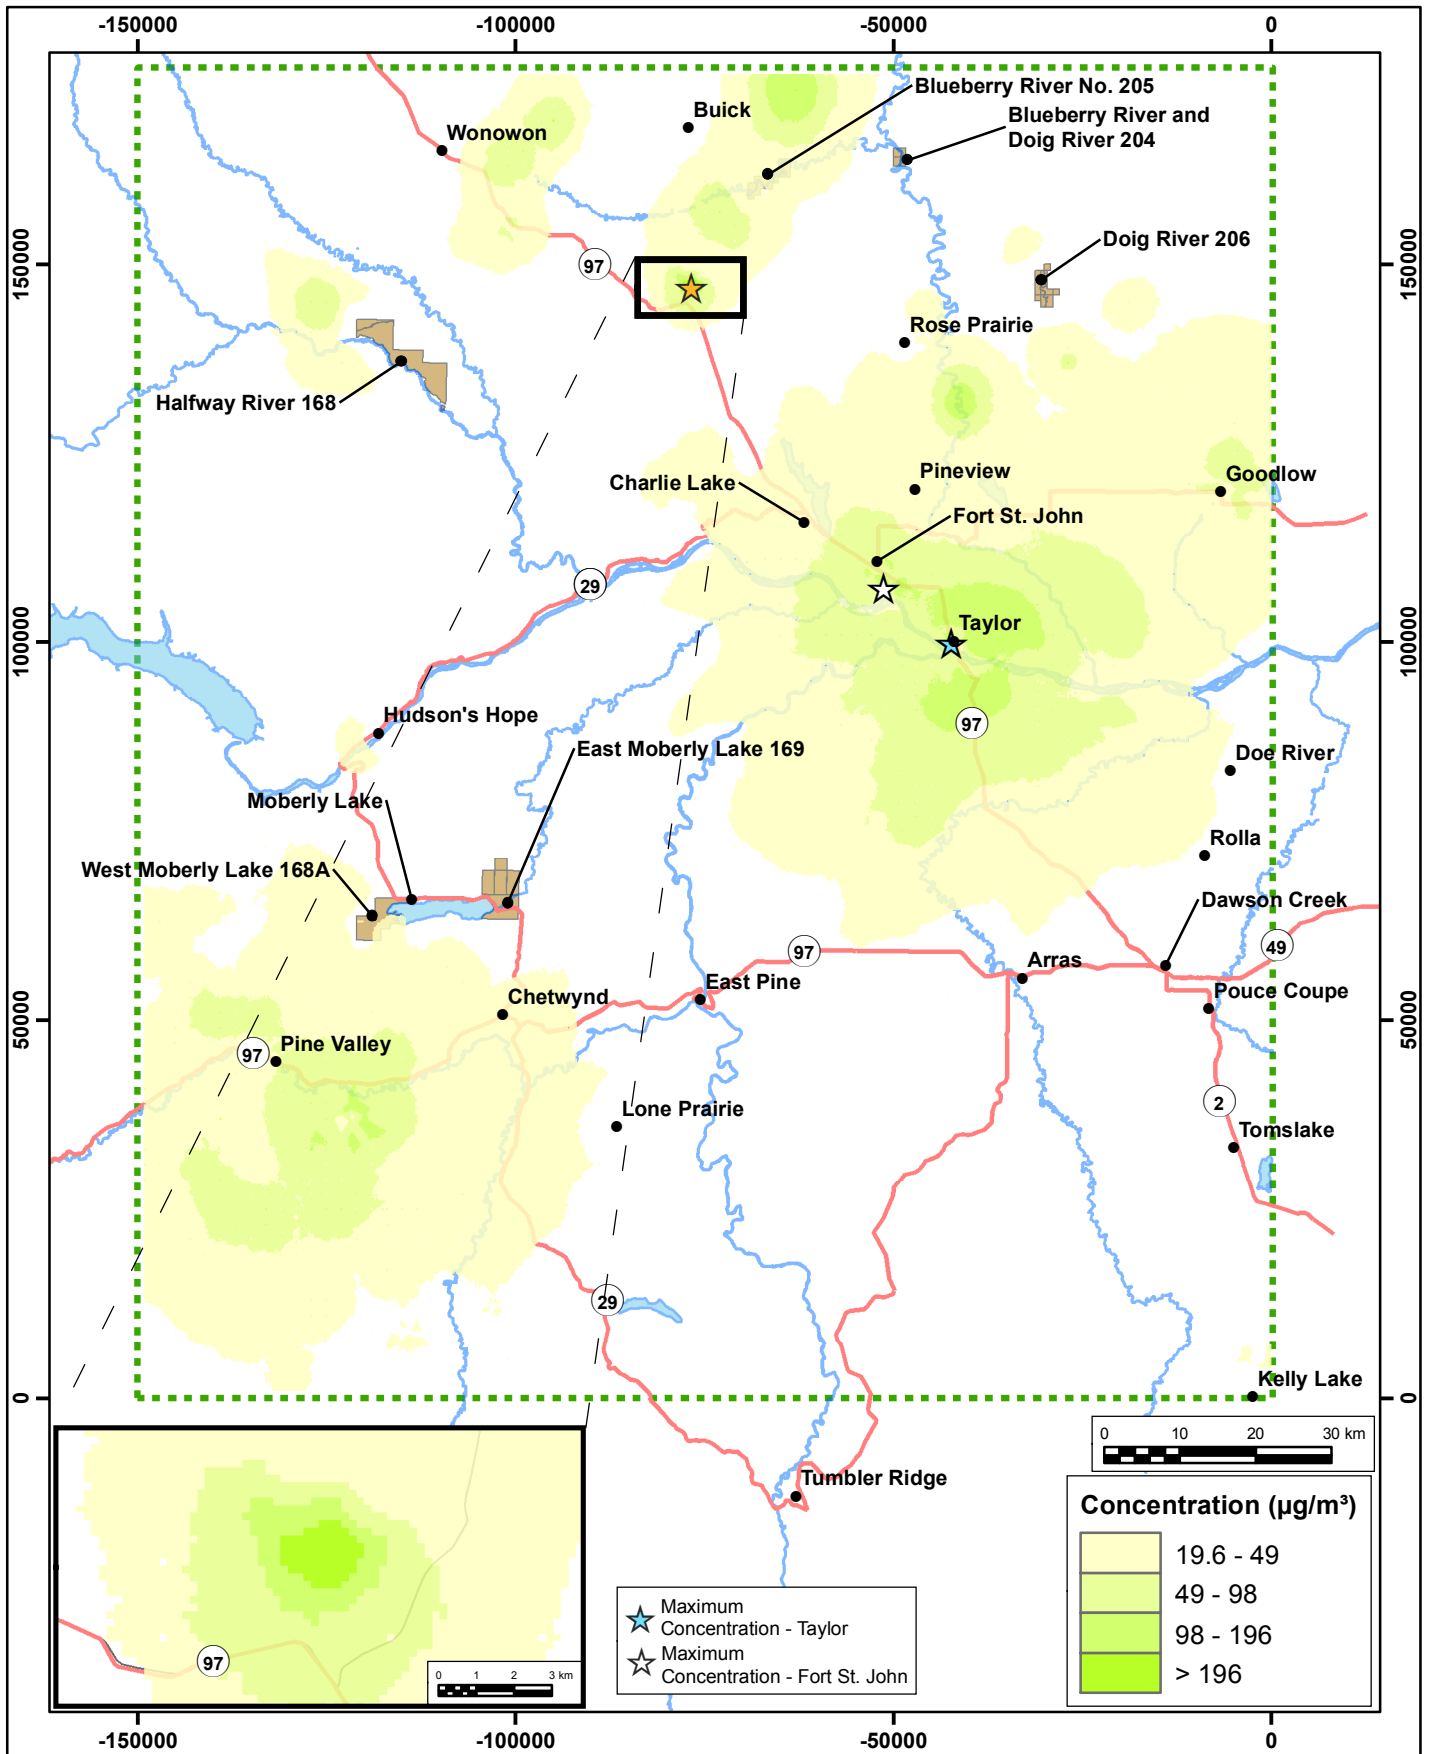 -150000
-100000
-50000
0
Blueberry River No. 205
Buick
Blueberry River and
Doig River 204
Wonowon
Doig River 206
97
150000
150000
Rose Prairie
Halfway River 168
Pineview
Goodlow
Charlie Lake
Fort St. John
29
Taylor
100000
100000
Hudson's Hope
97
East Moberly Lake 169
Doe River
Moberly Lake
Rolla
West Moberly Lake 168A
Dawson Creek
97
49
Arras
East Pine
Pouce Coupe
Chetwynd
50000
50000
Pine Valley
97
2
Lone Prairie
Tomslake
29
Kelly Lake
0
0
0 10 20 30 km
Tumbler Ridge
Concentration (µg/m³)
19.6 - 49
49 - 98
98 - 196
> 196
Maximum
Concentration - Taylor
Maximum
Concentration - Fort St. John
97
0 1 2 3 km
-150000
-100000
-50000
0